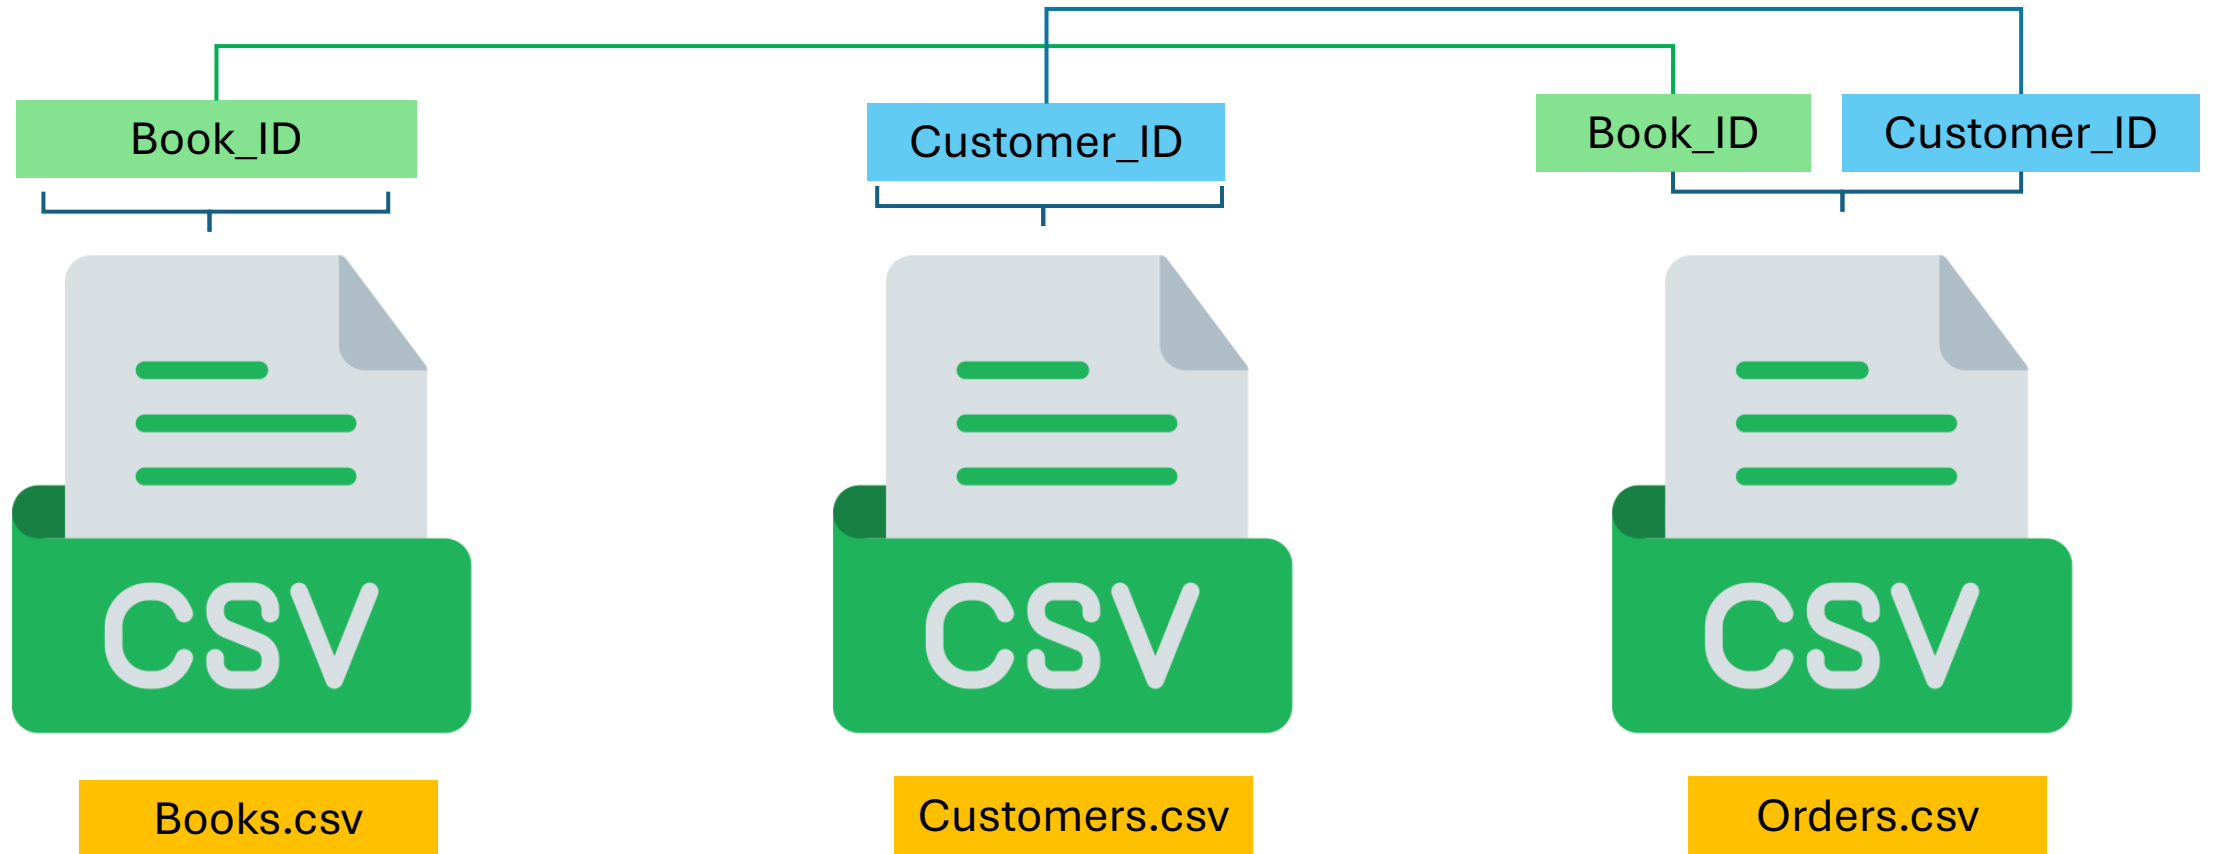 Book_ID
Customer_ID
Book_ID
Customer_ID
CSV
CSV
CSV
Books.csv
Customers.csv
Orders.csv